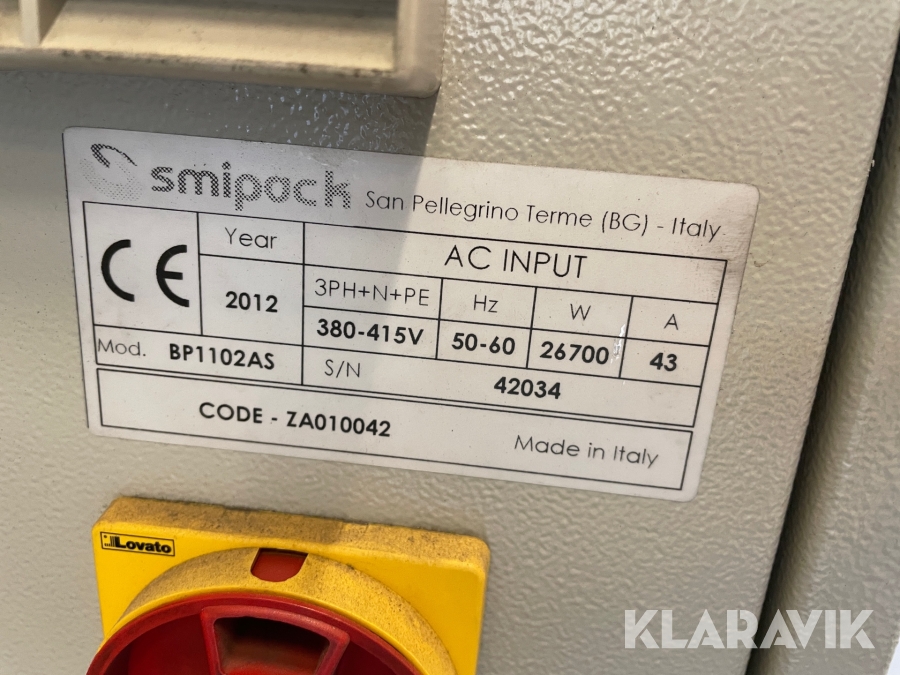 smipack San Pellegrino Terme (BG) - Italy
CE
Year
AC INPUT
2012
3PH+N+PE Hz W A
380-415V 50-60 26700 43
Mod. BP1102AS
S/N 42034
CODE - ZA010042
Made in Italy
Lovato
KLARAVIK